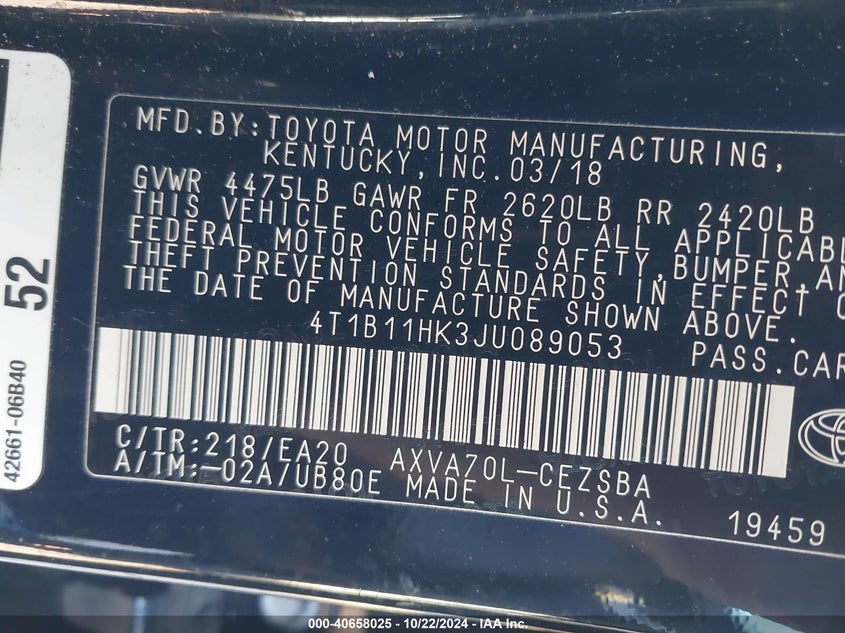 MFD.BY:TOYOTA MOTOR MANUFACTURING,
KENTUCKY,INC.03/18
GVWR 4475LB GAWR FR 2620LB RR 2420LB
THIS VEHICLE CONFORMS TO ALL APPLICABL
FEDERAL MOTOR VEHICLE SAFETY,BUMPER,AN
THEFT PREVENTION STANDARDS IN EFFECT O
THE DATE OF MANUFACTURE SHOWN ABOVE.
4T1B11HK3JU089053 PASS.CAR
C/TR:218/EA20 AXVA70L-CEZSBA
A/TM:-02A/UB80E MADE IN U.S.A.
19459
52
42661-06B40
000-40658025 - 10/22/2024 - IAA Inc.